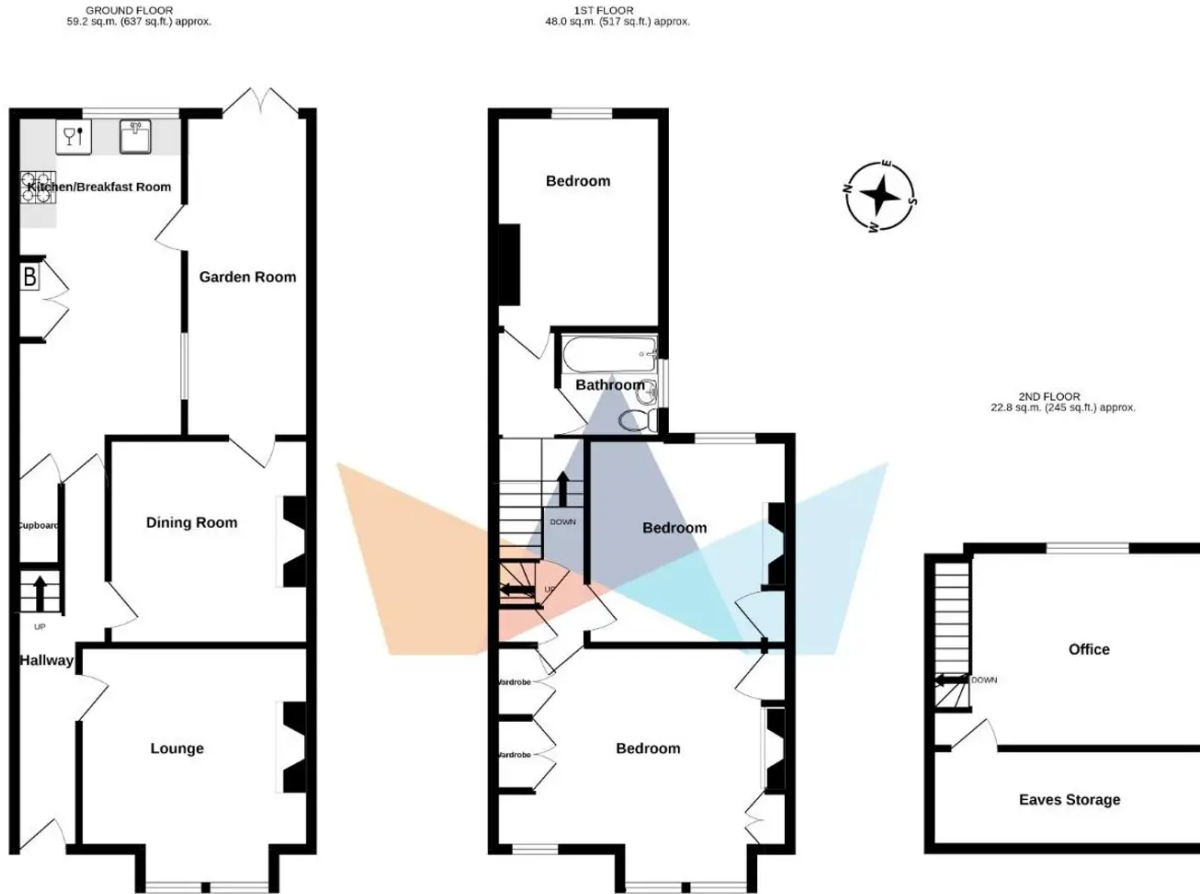 GROUND FLOOR
59.2 sq.m. (637 sq.ft.) approx.
Kitchen/Breakfast Room
B
Garden Room
Cupboard
Dining Room
UP
Hallway
Lounge
1ST FLOOR
48.0 sq.m. (517 sq.ft.) approx.
Bedroom
Bathroom
DOWN
Bedroom
UP
Wardrobe
Wardrobe
Bedroom
N
E
S
W
2ND FLOOR
22.8 sq.m. (245 sq.ft.) approx.
Office
DOWN
Eaves Storage